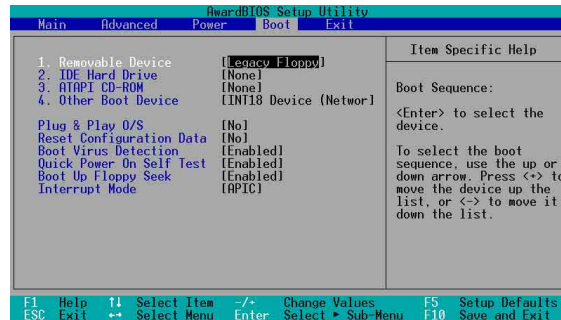 AwardBIOS Setup Utility
Main Advanced Power Boot Exit
Item Specific Help
1. Removable Device [Legacy Floppy]
2. IDE Hard Drive [None]
3. ATAPI CD-ROM [None]
4. Other Boot Device [INT18 Device (Networ]
Plug & Play O/S [No]
Reset Configuration Data [No]
Boot Virus Detection [Enabled]
Quick Power On Self Test [Enabled]
Boot Up Floppy Seek [Enabled]
Interrupt Mode [APIC]
Boot Sequence:
<Enter> to select the
device.
To select the boot
sequence, use the up or
down arrow. Press <+> to
move the device up the
list, or <-> to move it
down the list.
F1 Help ↑↓ Select Item -/+ Change Values F5 Setup Defaults
ESC Exit ←→ Select Menu Enter Select ▸ Sub-Menu F10 Save and Exit